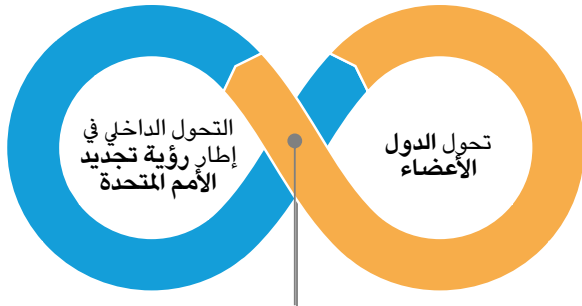 تحول الدول
الأعضاء
التحول الداخلي في
إطار رؤية تجديد
الأمم المتحدة